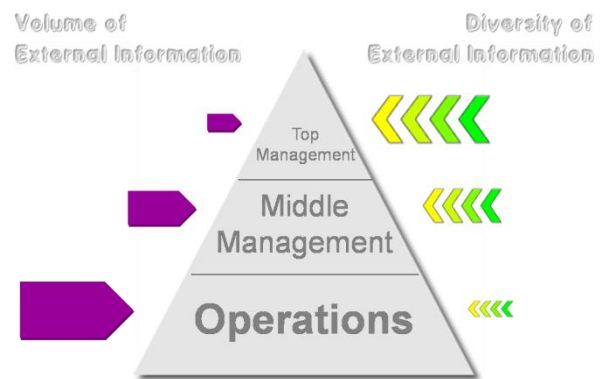 Volume of
External Information
Diversity of
External Information
Top
Management
Middle
Management
Operations